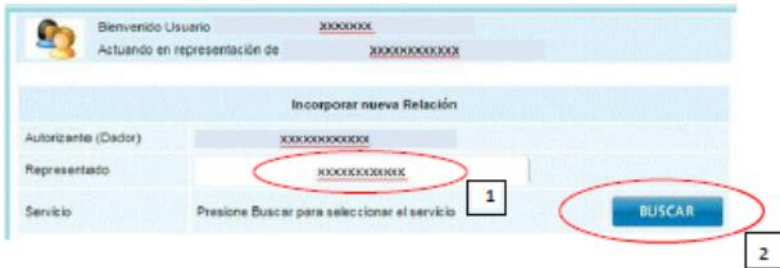 Bienvenido Usuario xxxxxxx
Actuando en representación de xxxxxxxxxxxx
Incorporar nueva Relación
Autorizante (Dador) xxxxxxxxxxxx
Representado xxxxxxxxxxxx
1
Servicio Presione Buscar para seleccionar el servicio BUSCAR
2